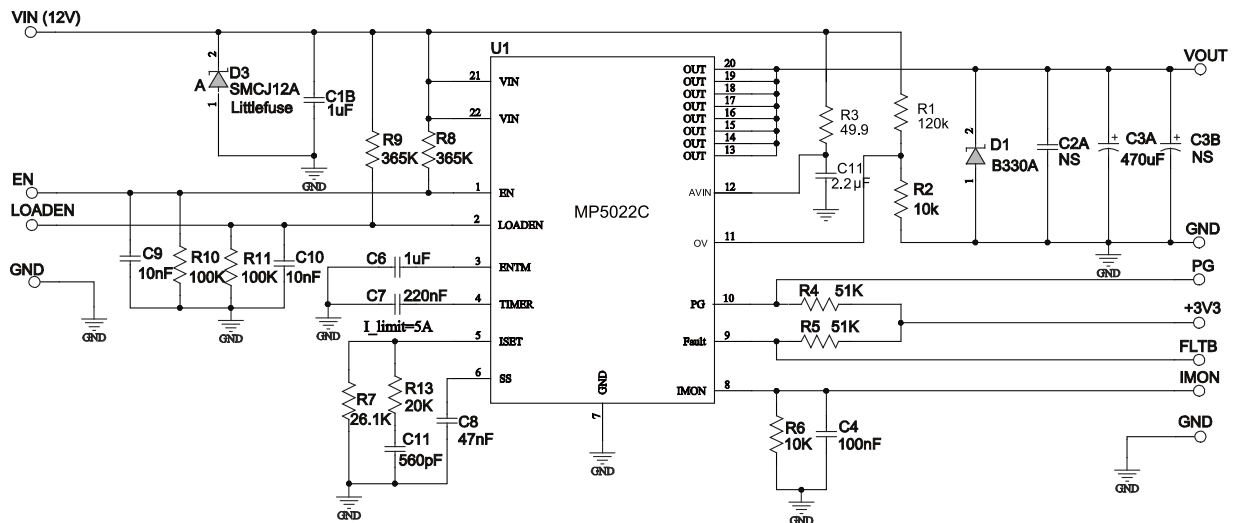 VIN (12V)
U1
2
D3
A
SMCJ12A
1
Littlefuse
C1B
1uF
GND
R9
365K
R8
365K
21
VIN
22
VIN
EN
1
EN
LOADEN
2
LOADEN
C9
10nF
R10
100K
R11
100K
C10
10nF
GND
GND
GND
C6
1uF
3
ENTM
C7
220nF
4
TIMER
GND
I_limit=5A
5
ISET
6
SS
R7
26.1K
R13
20K
C11
560pF
C8
47nF
GND
MP5022C
GND
7
GND
OUT
20
OUT
19
OUT
18
OUT
17
OUT
16
OUT
15
OUT
14
OUT
13
AVIN
12
OV
11
PG
10
Fault
9
IMON
8
R3
49.9
C11
2.2µF
R1
120k
R2
10k
2
D1
B330A
1
C2A
NS
C3A
+
470uF
C3B
+
NS
VOUT
GND
GND
PG
R4
51K
R5
51K
+3V3
FLTB
IMON
R6
10K
C4
100nF
GND
GND
GND